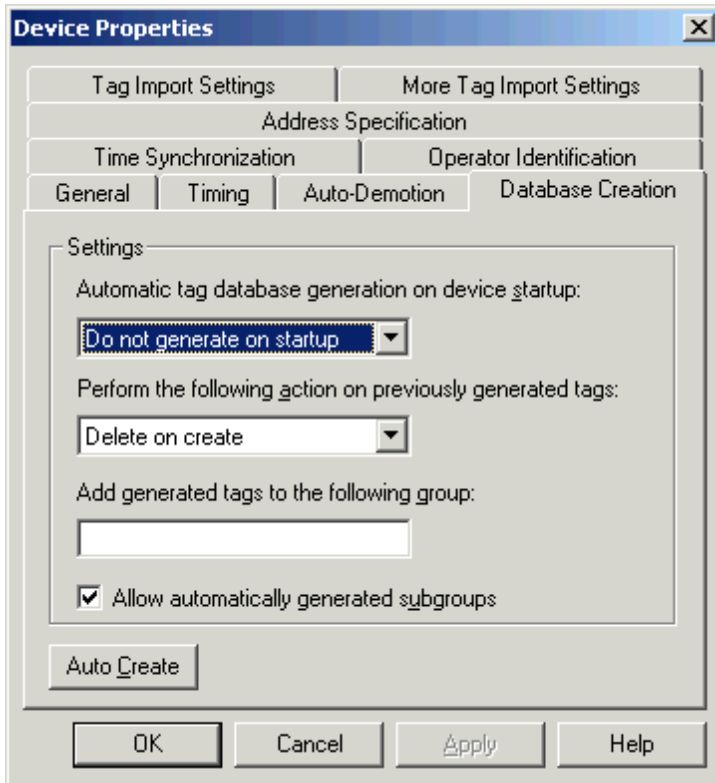 Device Properties
Tag Import Settings
More Tag Import Settings
Address Specification
Time Synchronization
Operator Identification
General
Timing
Auto-Demotion
Database Creation
Settings
Automatic tag database generation on device startup:
Do not generate on startup
Perform the following action on previously generated tags:
Delete on create
Add generated tags to the following group:
Allow automatically generated subgroups
Auto Create
OK
Cancel
Apply
Help